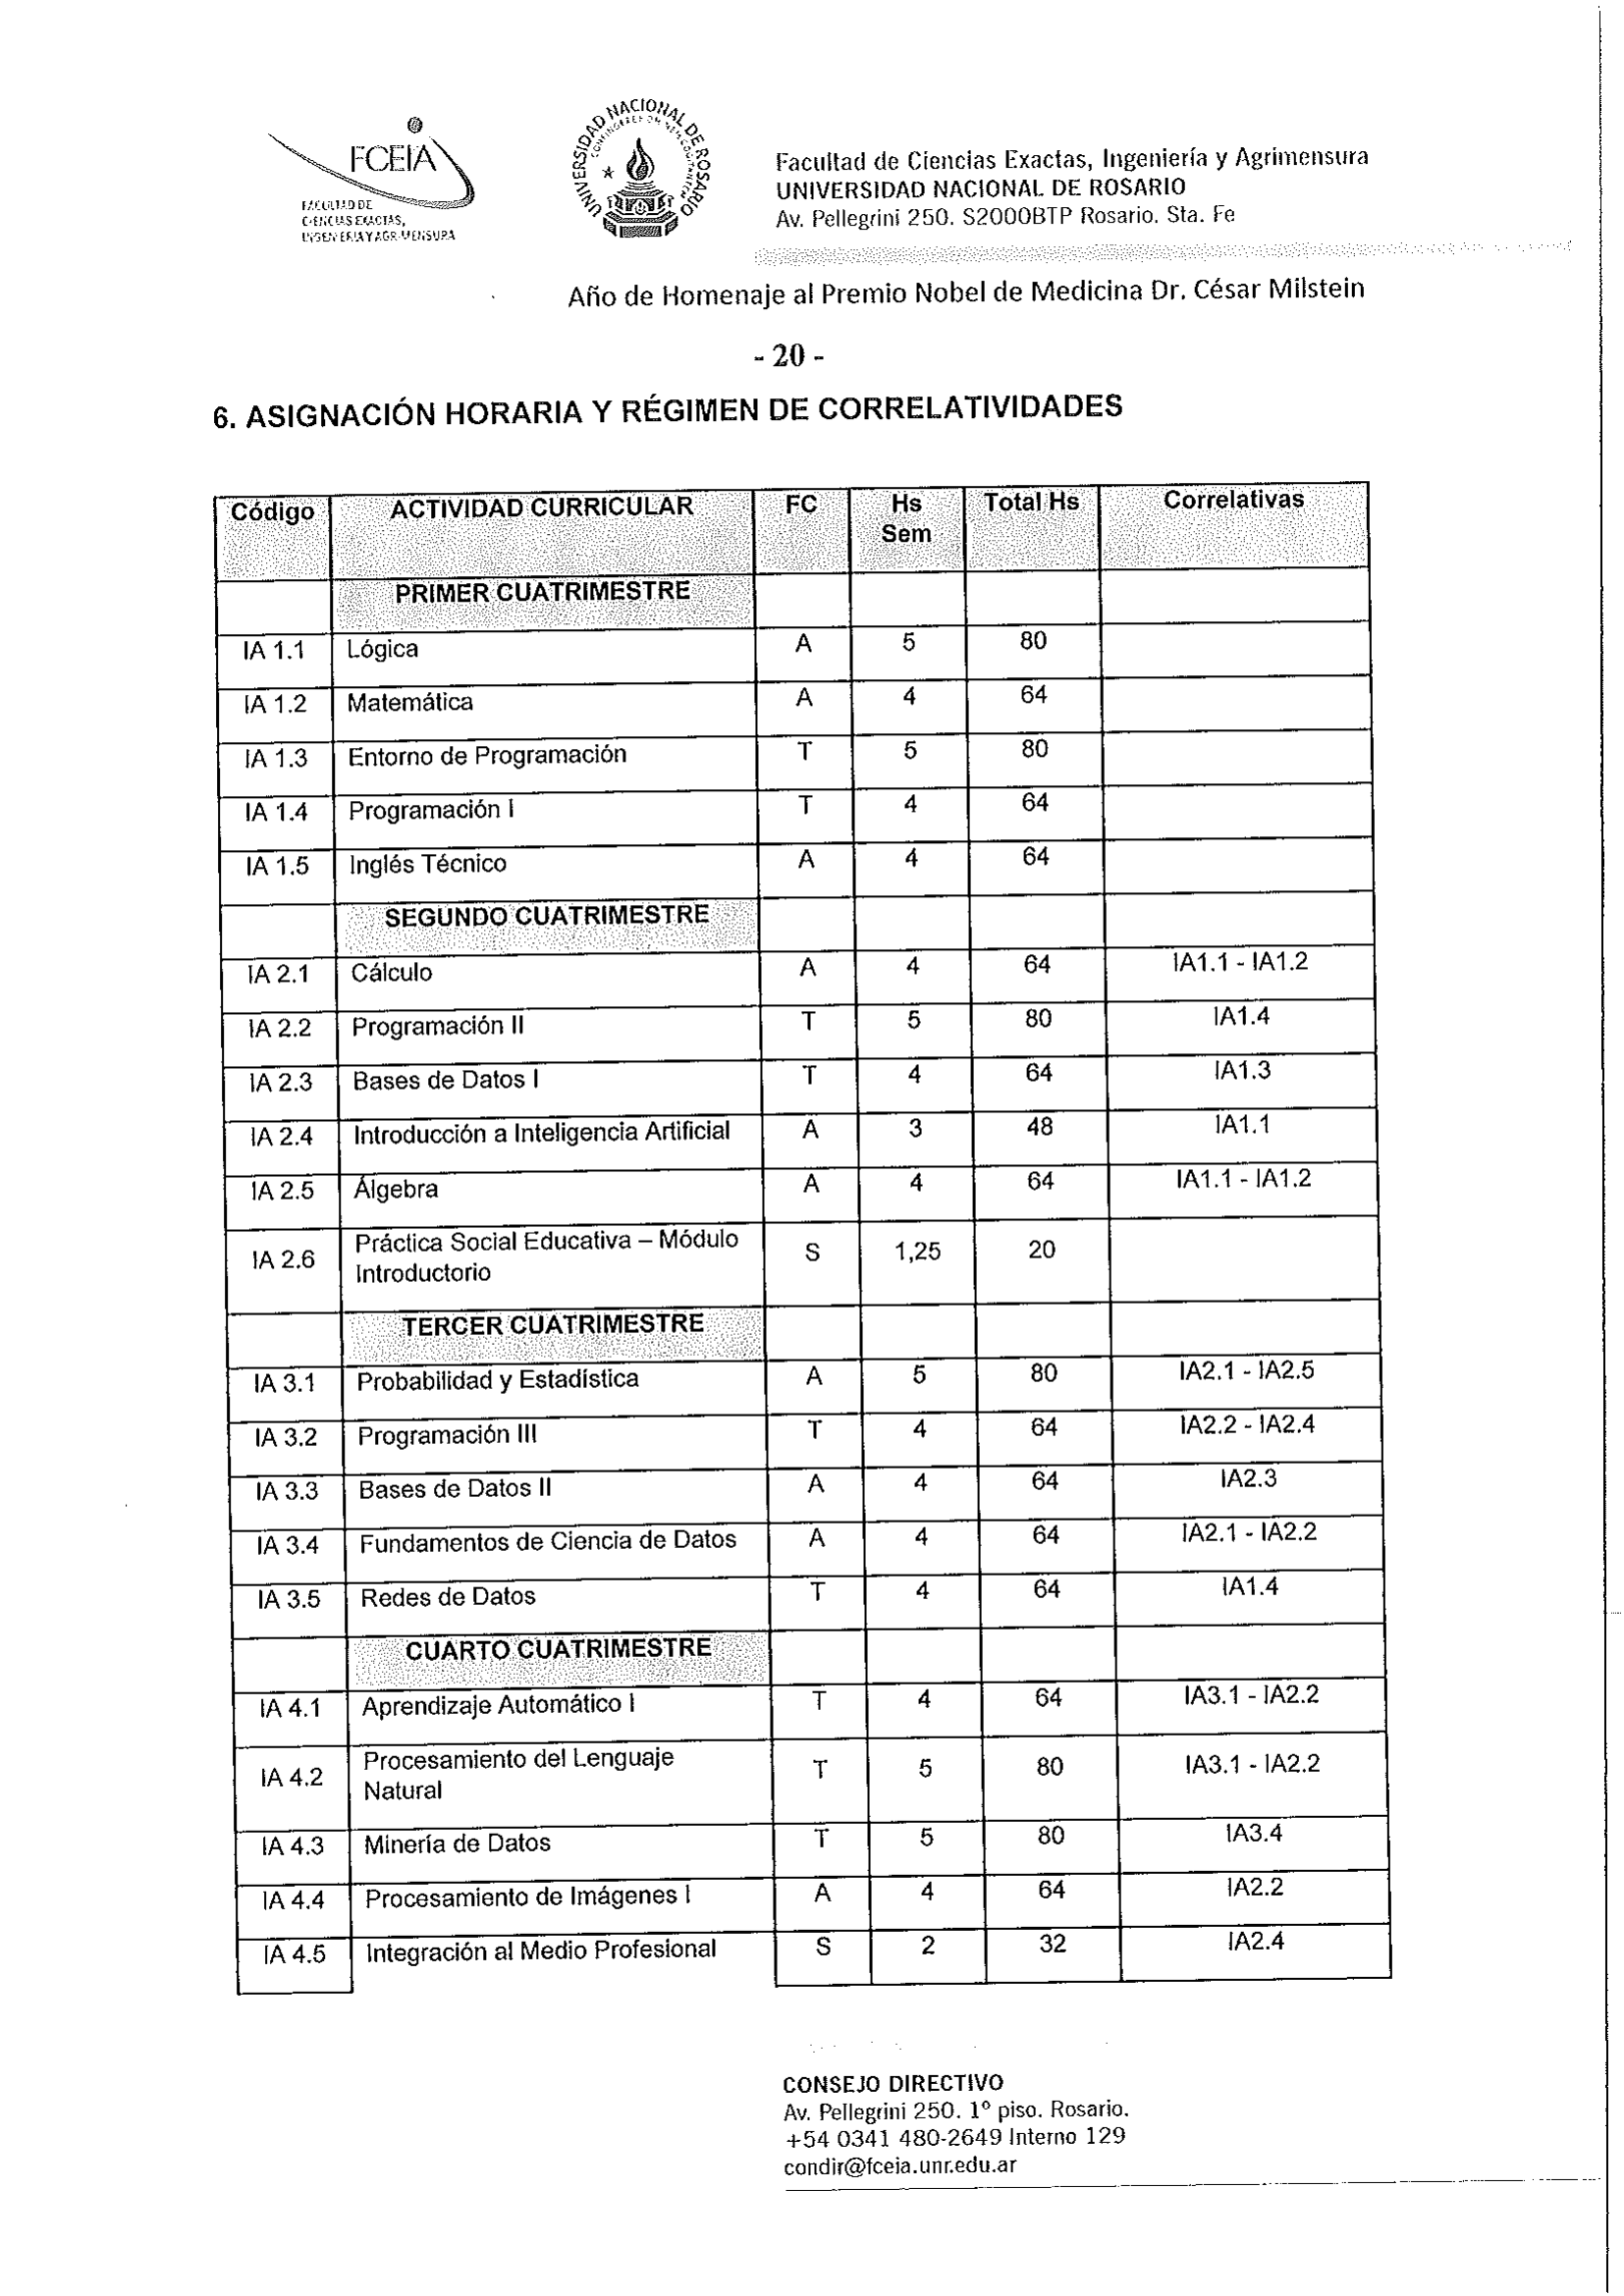 FCEIA
FACULTAD DE
CIENCIAS EXACTAS,
INGENIERIA Y AGRIMENSURA
UNIVERSIDAD NACIONAL DE ROSARIO
Facultad de Ciencias Exactas, Ingeniería y Agrimensura
UNIVERSIDAD NACIONAL DE ROSARIO
Av. Pellegrini 250. S2000BTP Rosario. Sta. Fe
Año de Homenaje al Premio Nobel de Medicina Dr. César Milstein
- 20 -
6. ASIGNACIÓN HORARIA Y RÉGIMEN DE CORRELATIVIDADES
Código ACTIVIDAD CURRICULAR FC Hs Total Hs Correlativas
Sem
PRIMER CUATRIMESTRE
IA 1.1 Lógica A 5 80
IA 1.2 Matemática A 4 64
IA 1.3 Entorno de Programación T 5 80
IA 1.4 Programación I T 4 64
IA 1.5 Inglés Técnico A 4 64
SEGUNDO CUATRIMESTRE
IA 2.1 Cálculo A 4 64 IA1.1 - IA1.2
IA 2.2 Programación II T 5 80 IA1.4
IA 2.3 Bases de Datos I T 4 64 IA1.3
IA 2.4 Introducción a Inteligencia Artificial A 3 48 IA1.1
IA 2.5 Álgebra A 4 64 IA1.1 - IA1.2
IA 2.6 Práctica Social Educativa – Módulo S 1,25 20
Introductorio
TERCER CUATRIMESTRE
IA 3.1 Probabilidad y Estadística A 5 80 IA2.1 - IA2.5
IA 3.2 Programación III T 4 64 IA2.2 - IA2.4
IA 3.3 Bases de Datos II A 4 64 IA2.3
IA 3.4 Fundamentos de Ciencia de Datos A 4 64 IA2.1 - IA2.2
IA 3.5 Redes de Datos T 4 64 IA1.4
CUARTO CUATRIMESTRE
IA 4.1 Aprendizaje Automático I T 4 64 IA3.1 - IA2.2
IA 4.2 Procesamiento del Lenguaje T 5 80 IA3.1 - IA2.2
Natural
IA 4.3 Minería de Datos T 5 80 IA3.4
IA 4.4 Procesamiento de Imágenes I A 4 64 IA2.2
IA 4.5 Integración al Medio Profesional S 2 32 IA2.4
CONSEJO DIRECTIVO
Av. Pellegrini 250. 1º piso. Rosario.
+54 0341 480-2649 Interno 129
condir@fceia.unr.edu.ar